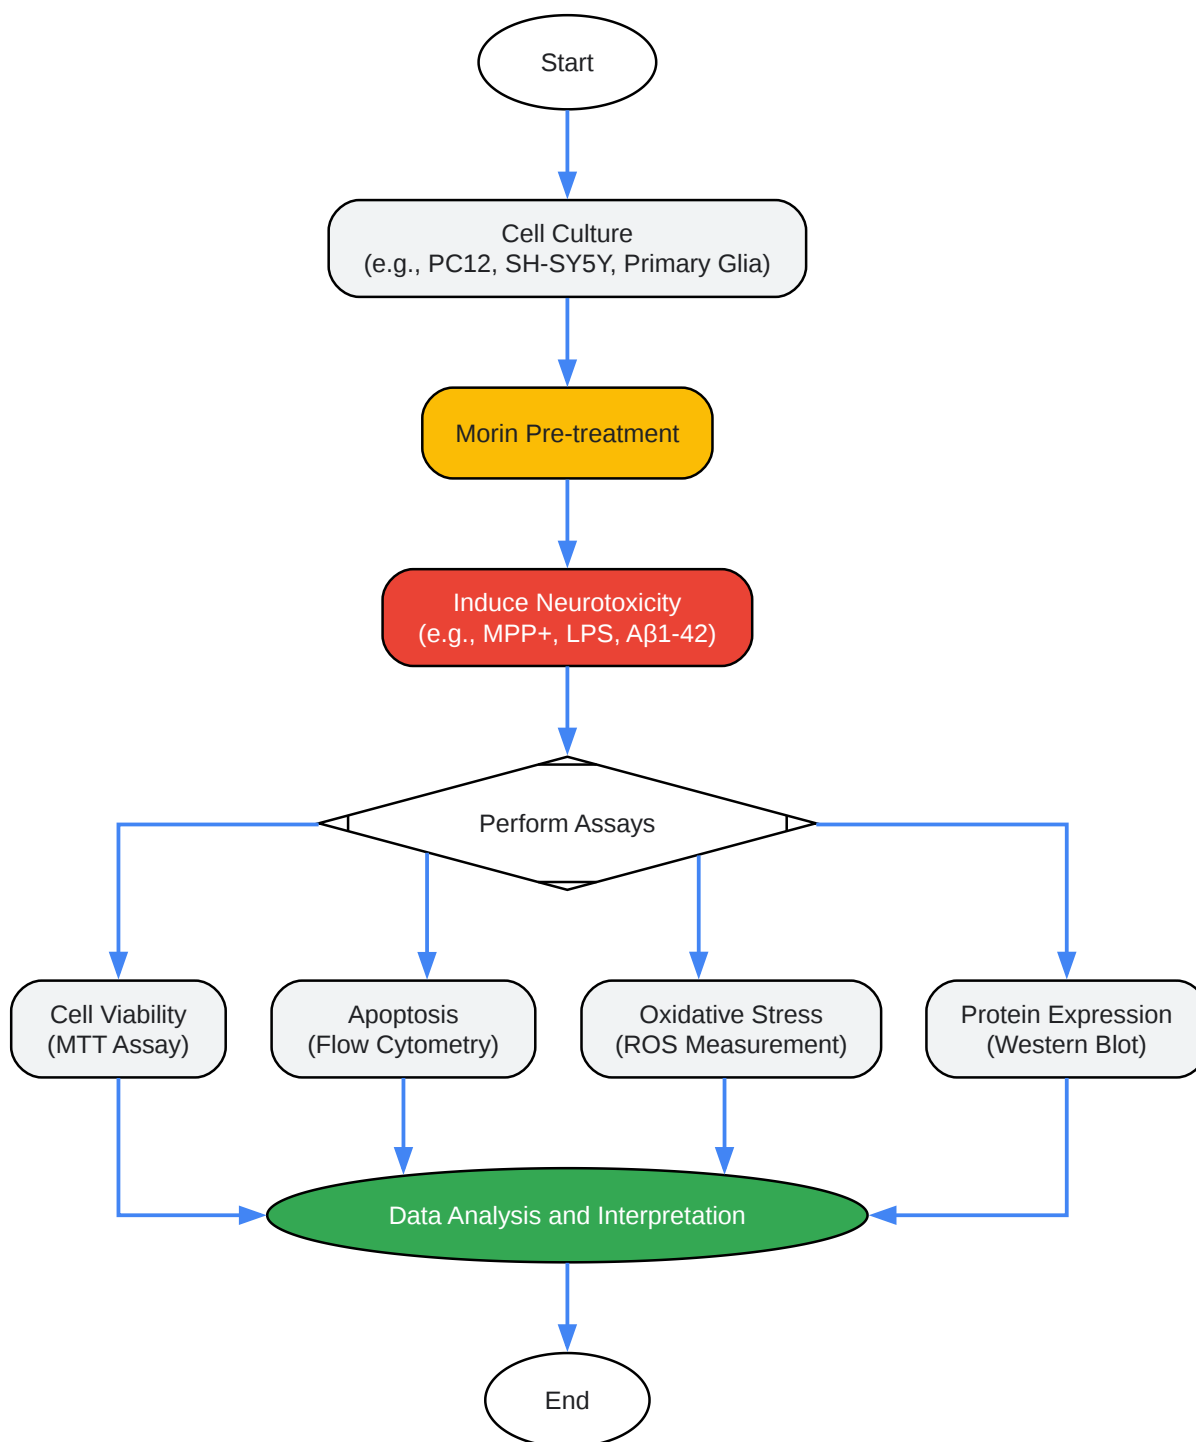 Start
Cell Culture
(e.g., PC12, SH-SY5Y, Primary Glia)
Morin Pre-treatment
Induce Neurotoxicity
(e.g., MPP+, LPS, Aβ1-42)
Perform Assays
Cell Viability
(MTT Assay)
Apoptosis
(Flow Cytometry)
Oxidative Stress
(ROS Measurement)
Protein Expression
(Western Blot)
Data Analysis and Interpretation
End